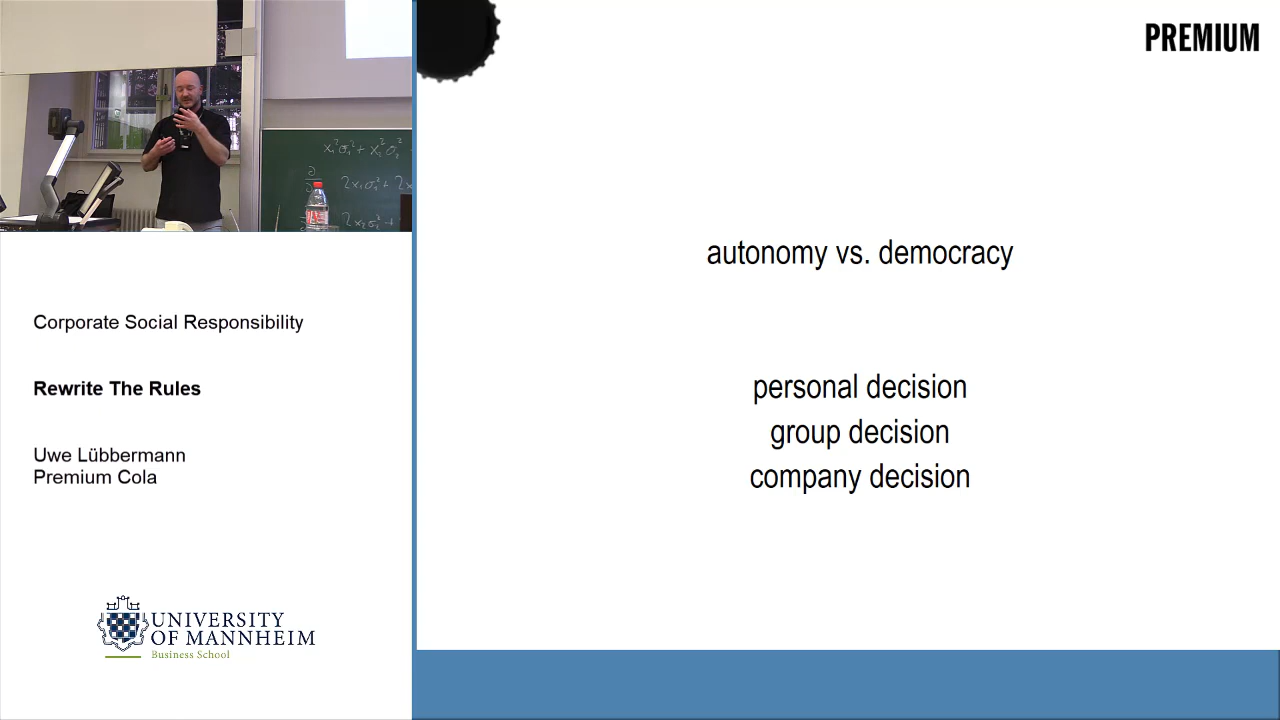 PREMIUM
autonomy vs. democracy
personal decision
group decision
company decision
Corporate Social Responsibility
Rewrite The Rules
Uwe Lübbermann
Premium Cola
UNIVERSITY
OF MANNHEIM
Business School